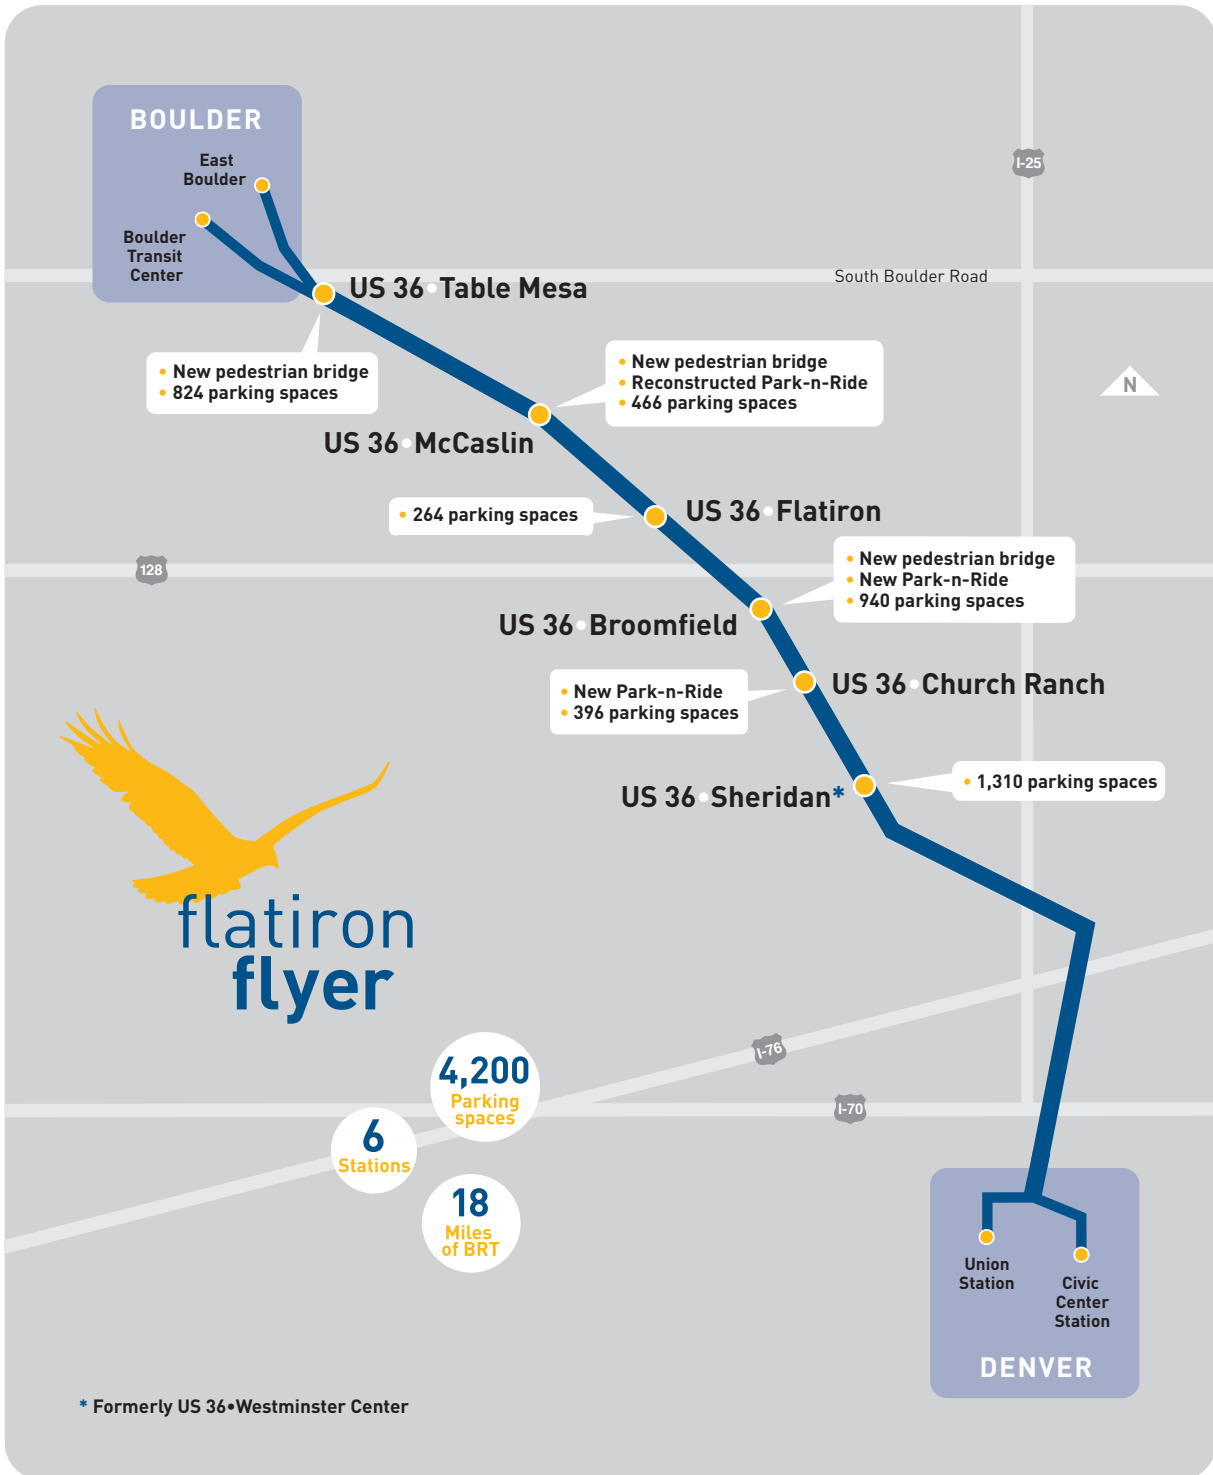 BOULDER
East
Boulder
Boulder
Transit
Center
I-25
South Boulder Road
US 36•Table Mesa
• New pedestrian bridge
• 824 parking spaces
• New pedestrian bridge
• Reconstructed Park-n-Ride
• 466 parking spaces
N
US 36•McCaslin
• 264 parking spaces
US 36•Flatiron
128
• New pedestrian bridge
• New Park-n-Ride
• 940 parking spaces
US 36•Broomfield
• New Park-n-Ride
• 396 parking spaces
US 36•Church Ranch
US 36•Sheridan*
• 1,310 parking spaces
flatiron
flyer
4,200
Parking
spaces
6
Stations
18
Miles
of BRT
I-76
I-70
Union
Station
Civic
Center
Station
DENVER
* Formerly US 36•Westminster Center